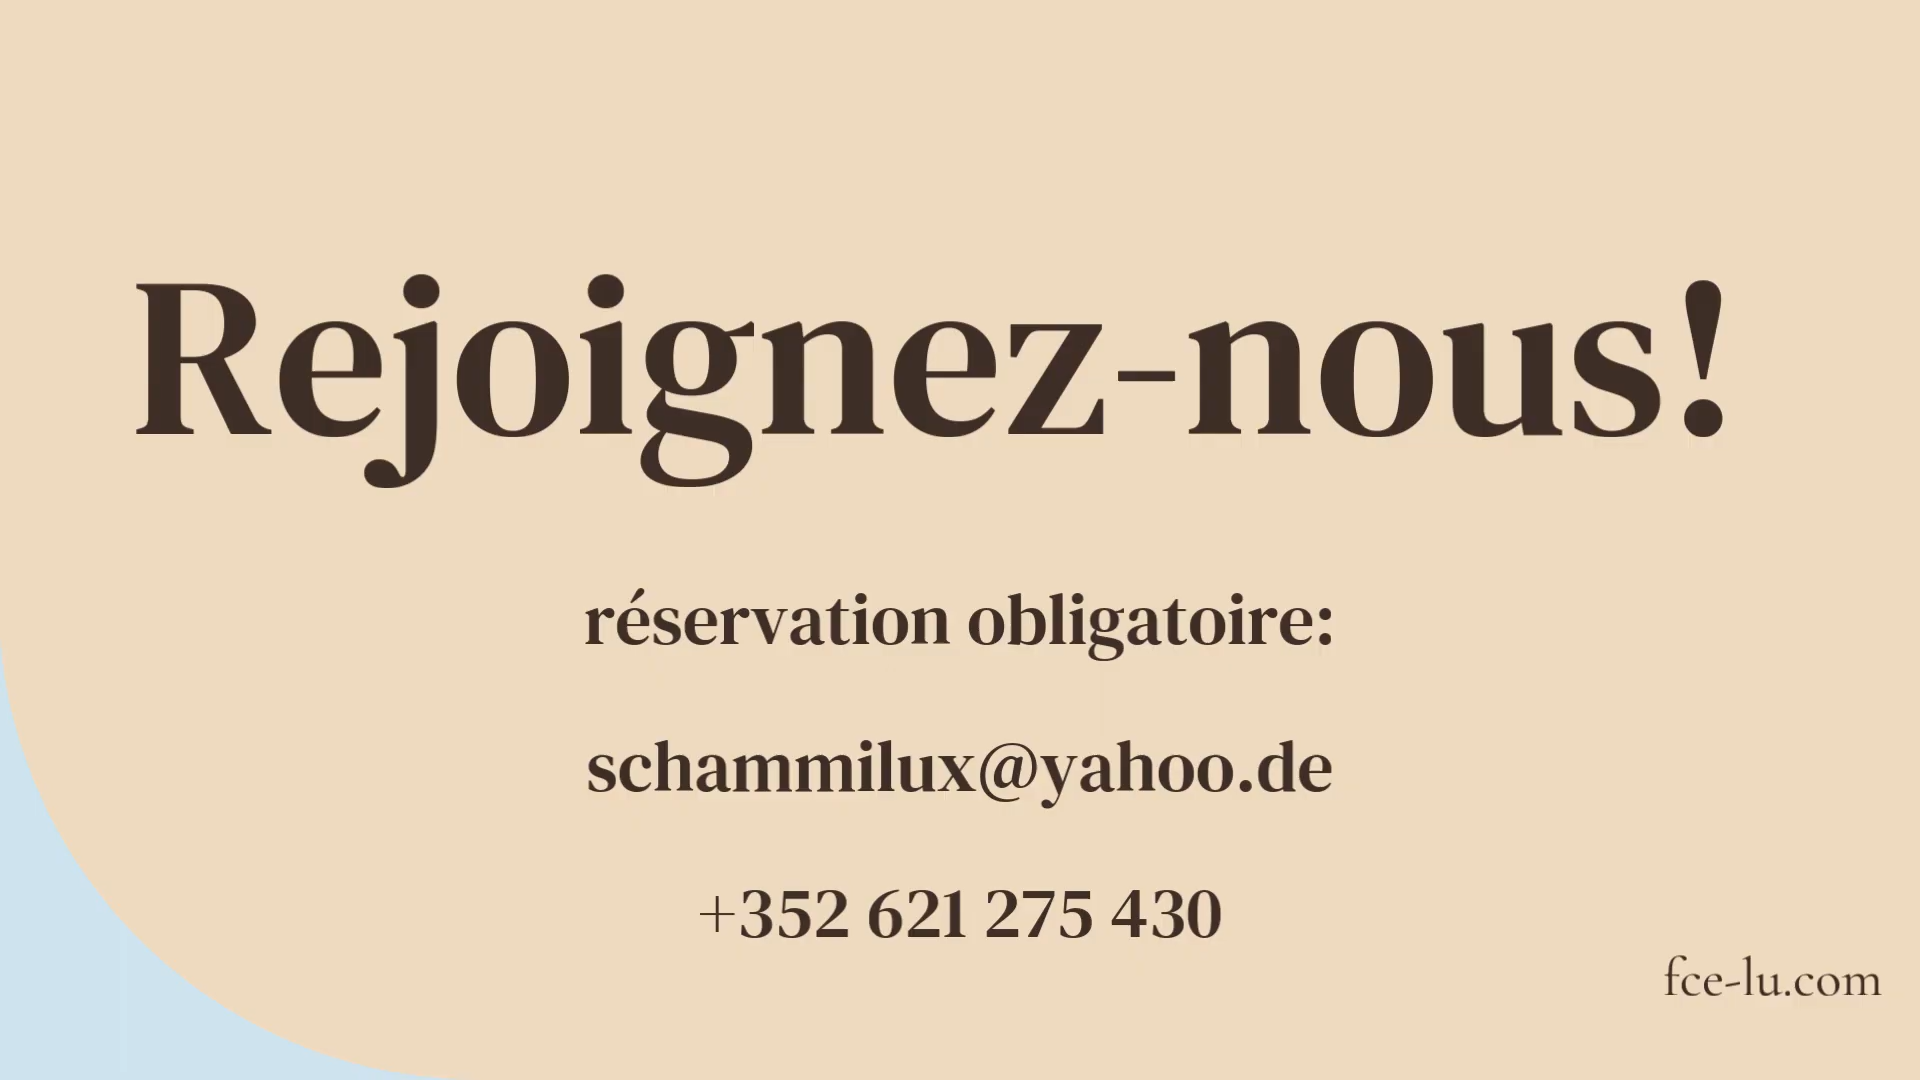 Rejoignez-nous!
réservation obligatoire:
schammilux@yahoo.de
+352 621 275 430
fce-lu.com